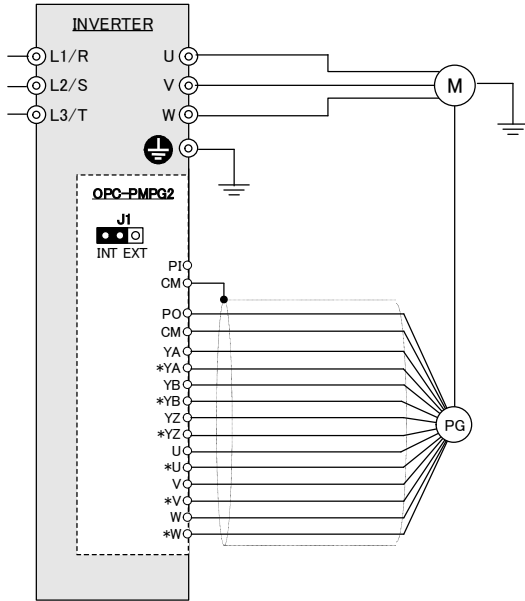 INVERTER
L1/R
L2/S
L3/T
U
V
W
M
OPC-PMPG2
J1
INT EXT
PI
CM
PO
CM
YA
*YA
YB
*YB
YZ
*YZ
U
*U
V
*V
W
*W
PG